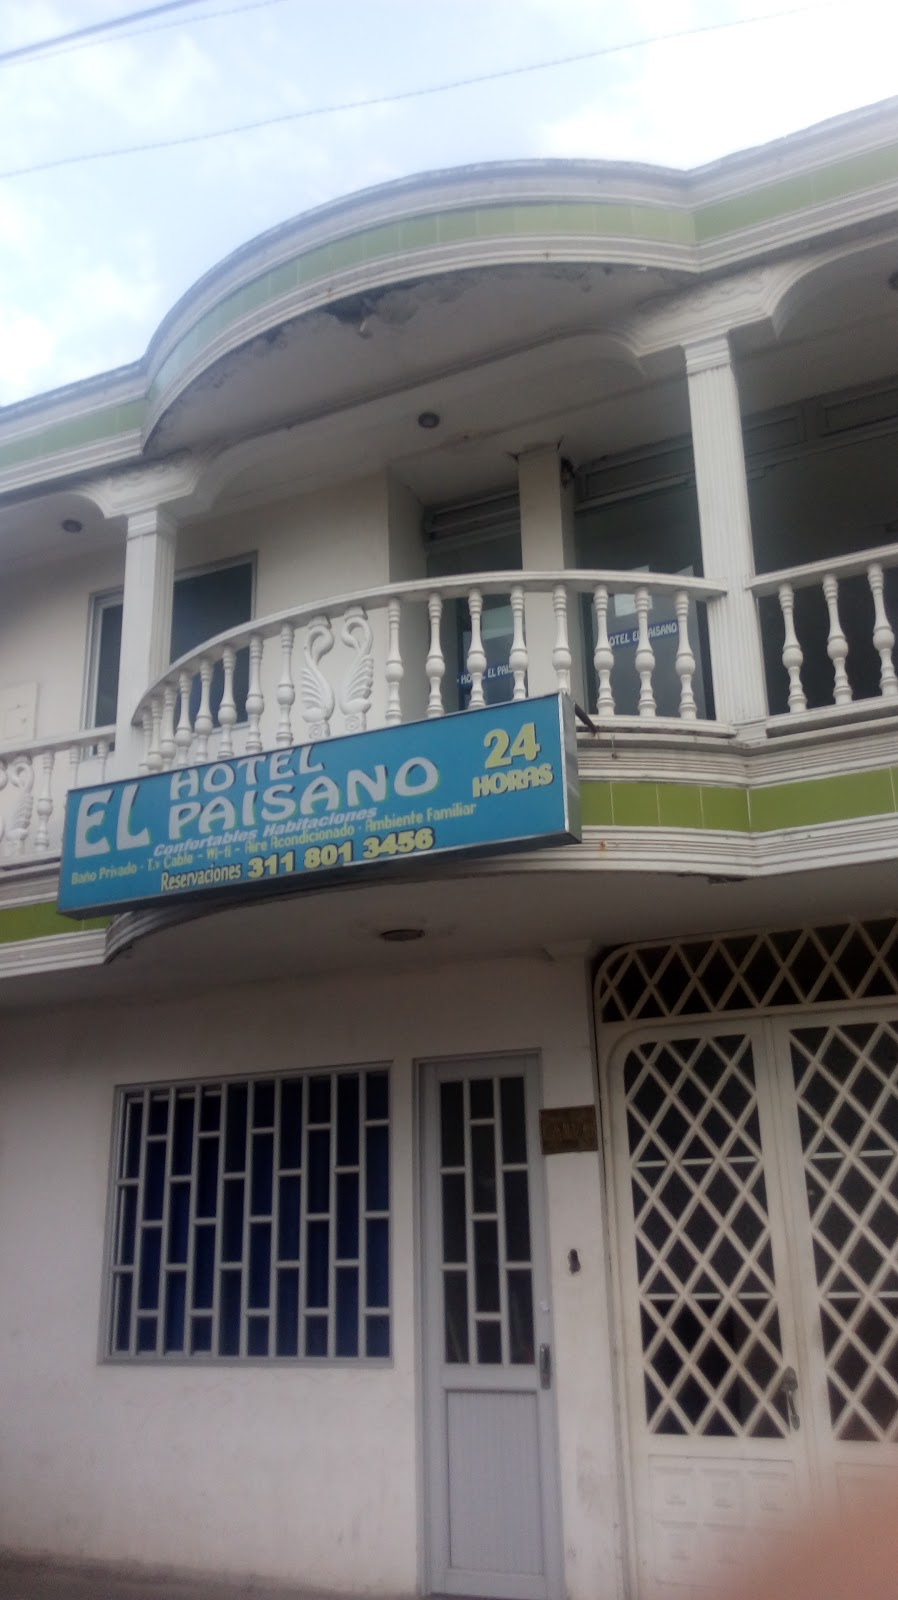 HOTEL EL PAISANO
HOTEL EL PAISANO
HOTEL
EL PAISANO
24
HORAS
Confortables Habitaciones
Baño Privado - T.v Cable - Wi-fi - Aire Acondicionado - Ambiente Familiar
Reservaciones 311 801 3456